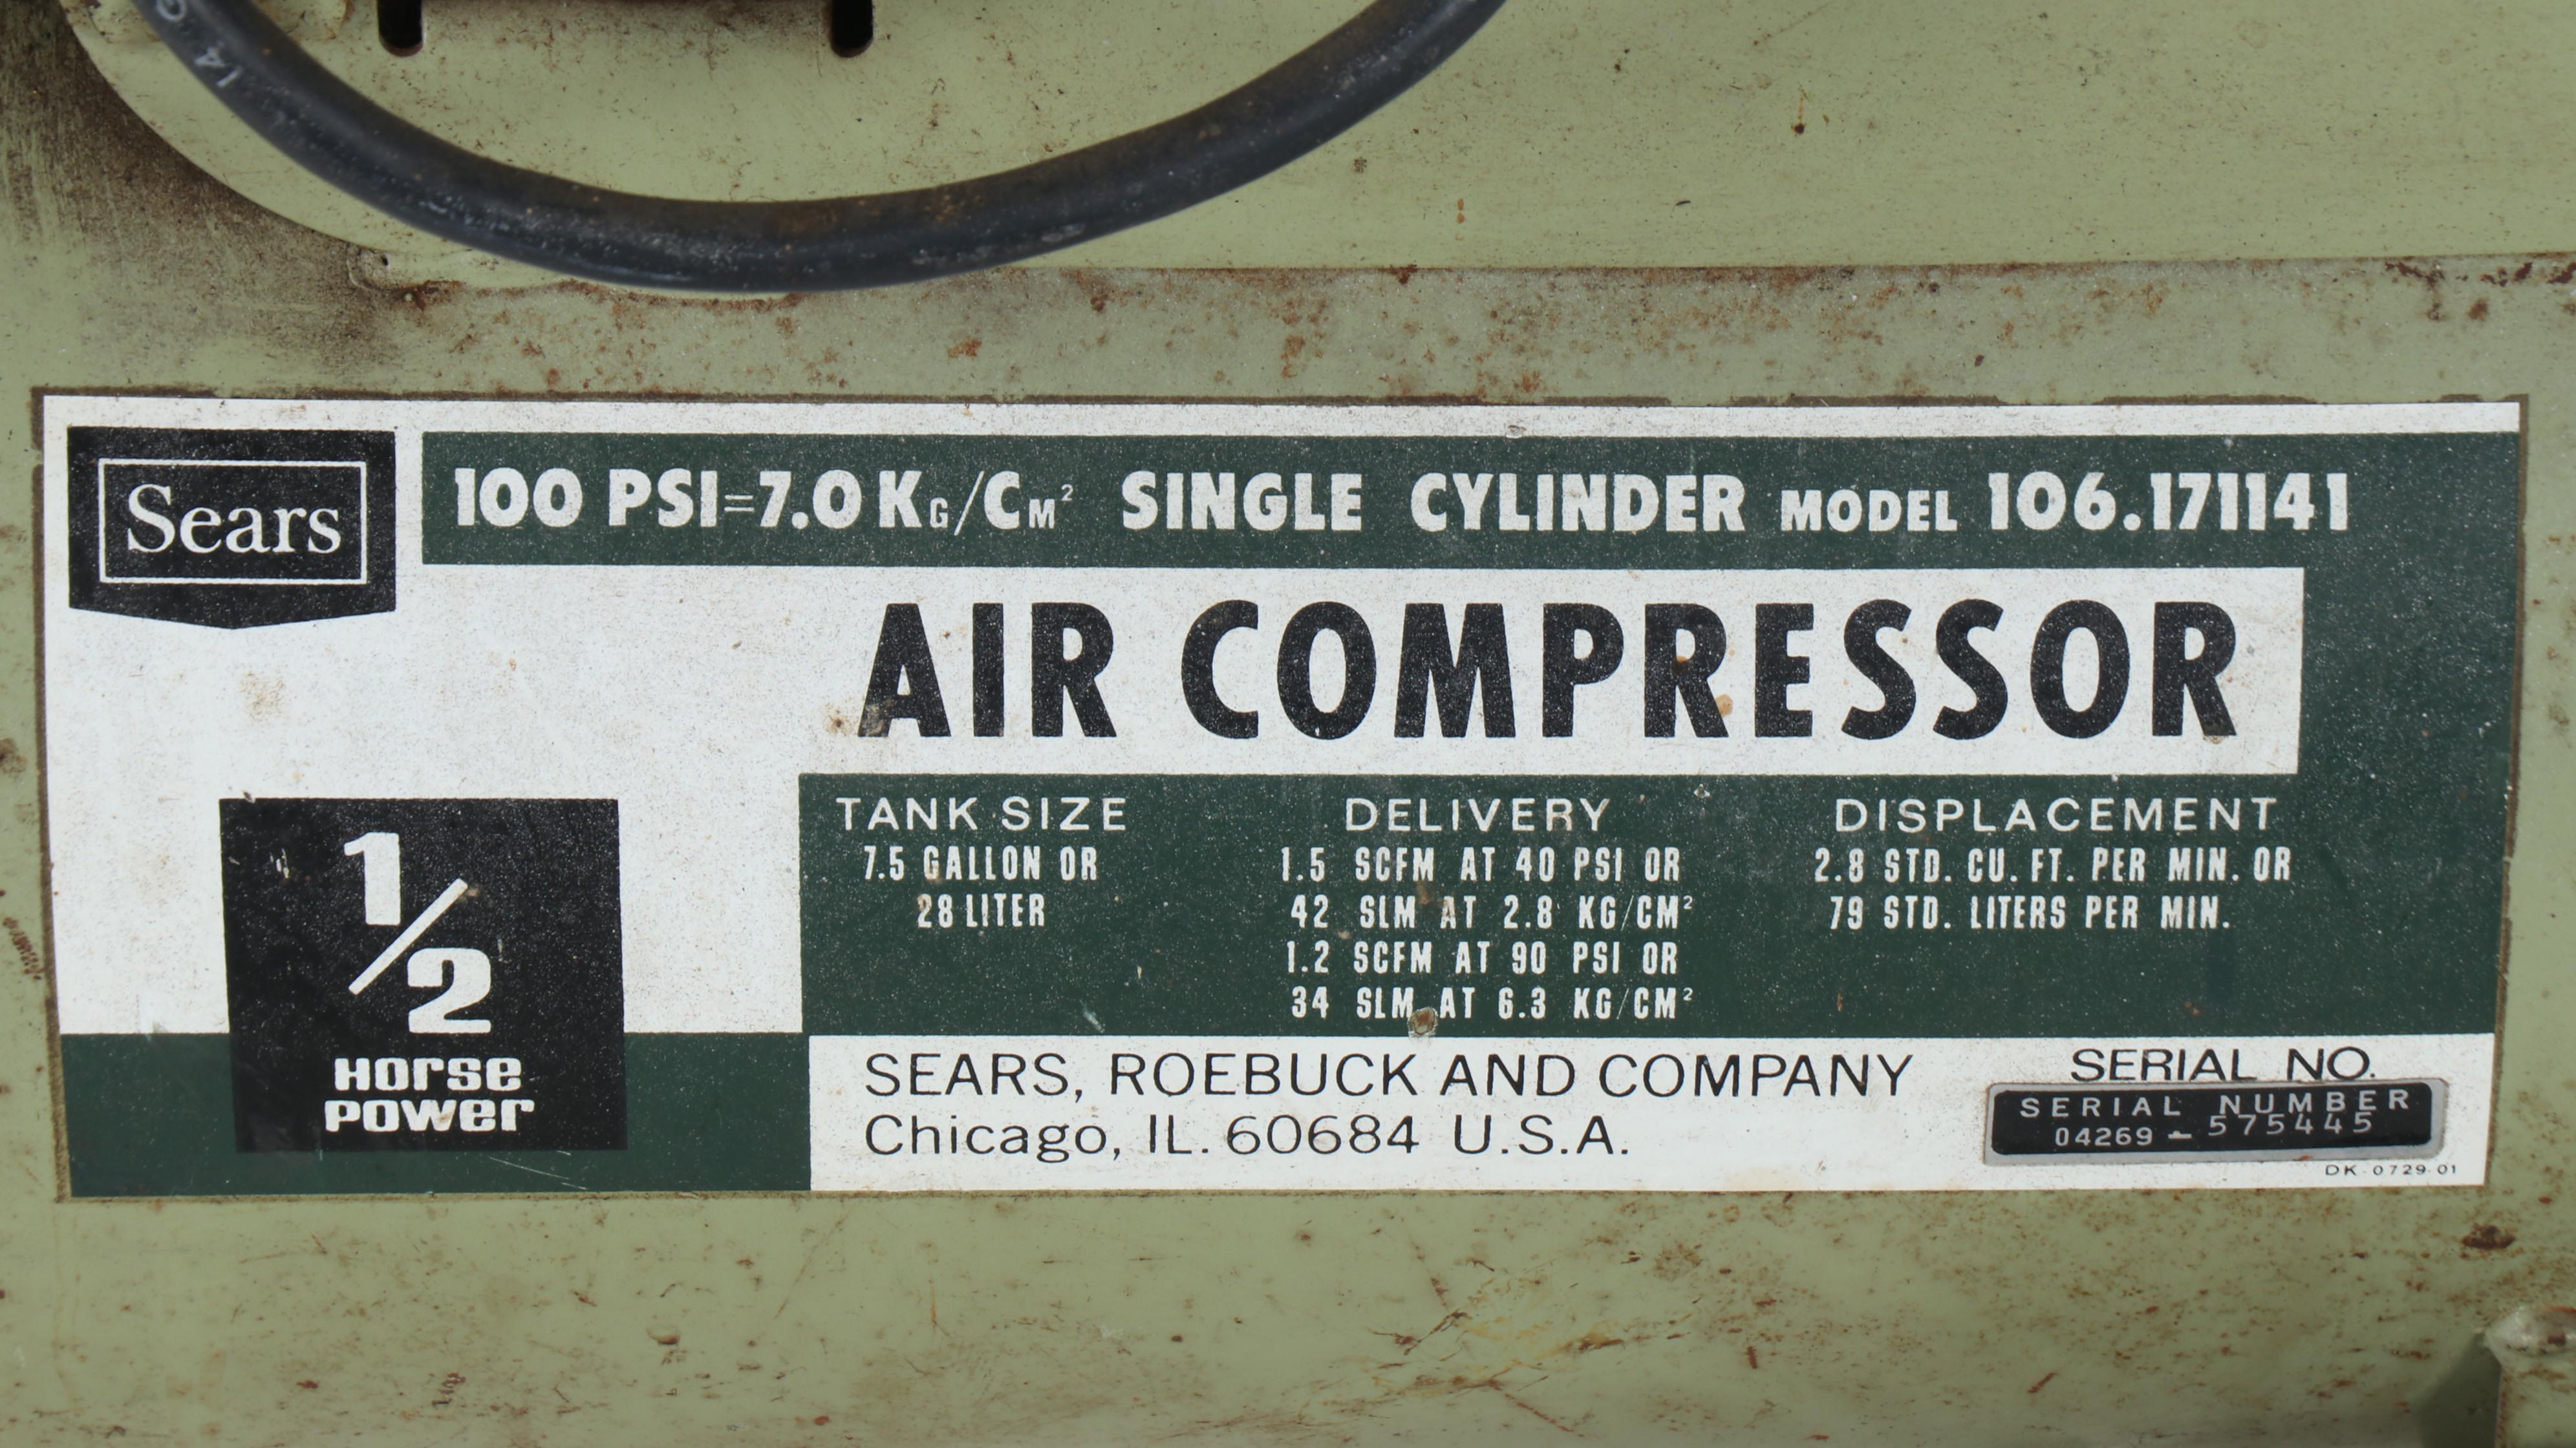 14 G
Sears
100 PSI=7.0 KG/CM² SINGLE CYLINDER MODEL 106.171141
AIR COMPRESSOR
1/2
HORSE
POWER
TANK SIZE
7.5 GALLON OR
28 LITER
DELIVERY
1.5 SCFM AT 40 PSI OR
42 SLM AT 2.8 KG/CM²
1.2 SCFM AT 90 PSI OR
34 SLM AT 6.3 KG/CM²
DISPLACEMENT
2.8 STD. CU. FT. PER MIN. OR
79 STD. LITERS PER MIN.
SEARS, ROEBUCK AND COMPANY
Chicago, IL. 60684 U.S.A.
SERIAL NO.
SERIAL NUMBER
04269 - 575445
DK-0729-01